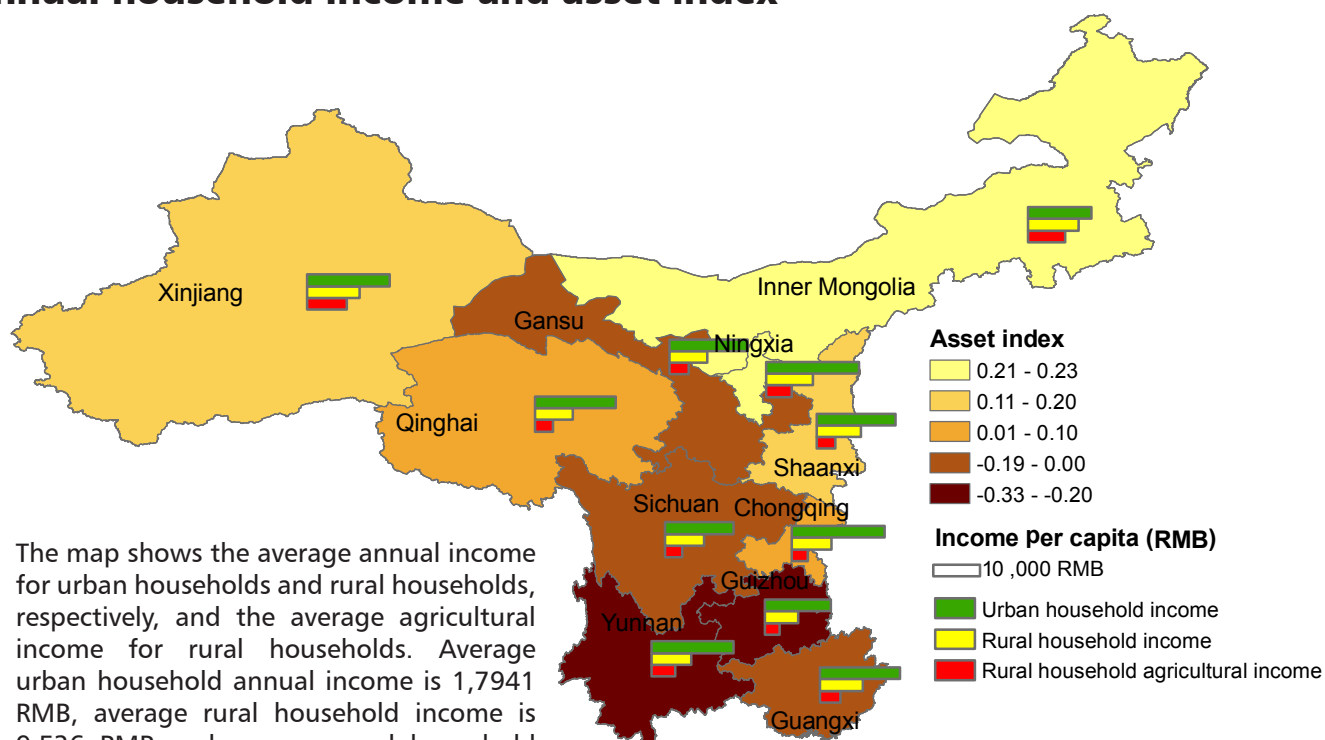 annual household income and asset index
Xinjiang
Gansu
Inner Mongolia
Ningxia
Qinghai
Shaanxi
Sichuan
Chongqing
Guizhou
Yunnan
Guangxi
Asset index
0.21 - 0.23
0.11 - 0.20
0.01 - 0.10
-0.19 - 0.00
-0.33 - -0.20
Income per capita (RMB)
10 ,000 RMB
Urban household income
Rural household income
Rural household agricultural income
The map shows the average annual income
for urban households and rural households,
respectively, and the average agricultural
income for rural households. Average
urban household annual income is 1,7941
RMB, average rural household income is